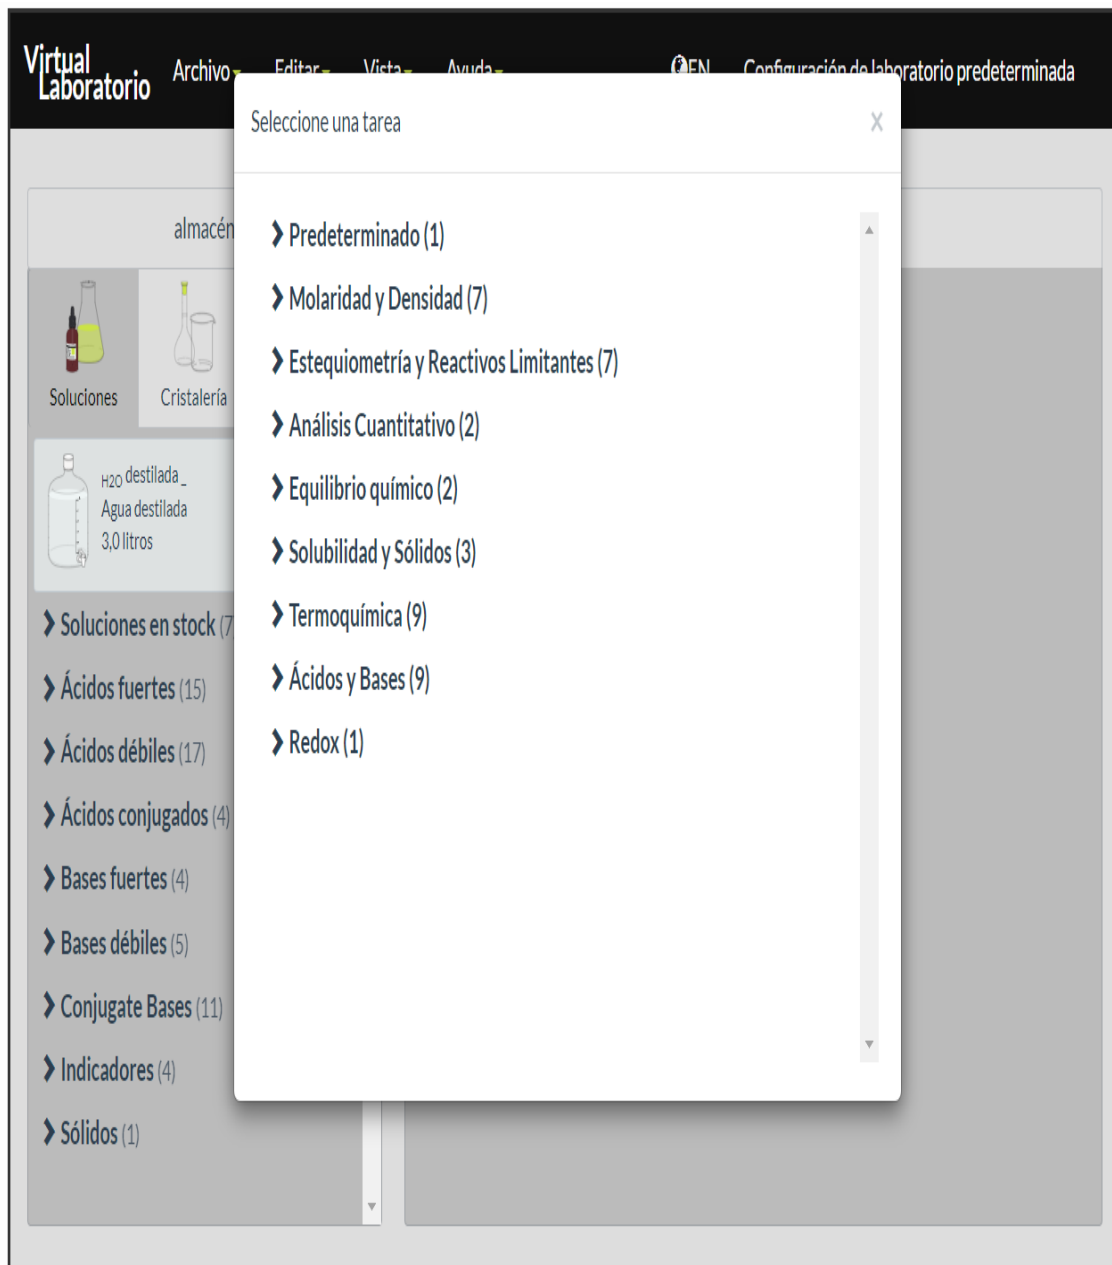 Virtual
Laboratorio
Archivo
Editar
Vista
Ayuda
EN
Configuración de laboratorio predeterminada
Seleccione una tarea
x
almacén
Soluciones
Cristalería
H2O destilada_
Agua destilada
3,0 litros
Soluciones en stock (7
Ácidos fuertes (15)
Ácidos débiles (17)
Ácidos conjugados (4)
Bases fuertes (4)
Bases débiles (5)
Conjugate Bases (11)
Indicadores (4)
Sólidos (1)
Predeterminado (1)
Molaridad y Densidad (7)
Estequiometría y Reactivos Limitantes (7)
Análisis Cuantitativo (2)
Equilibrio químico (2)
Solubilidad y Sólidos (3)
Termoquímica (9)
Ácidos y Bases (9)
Redox (1)